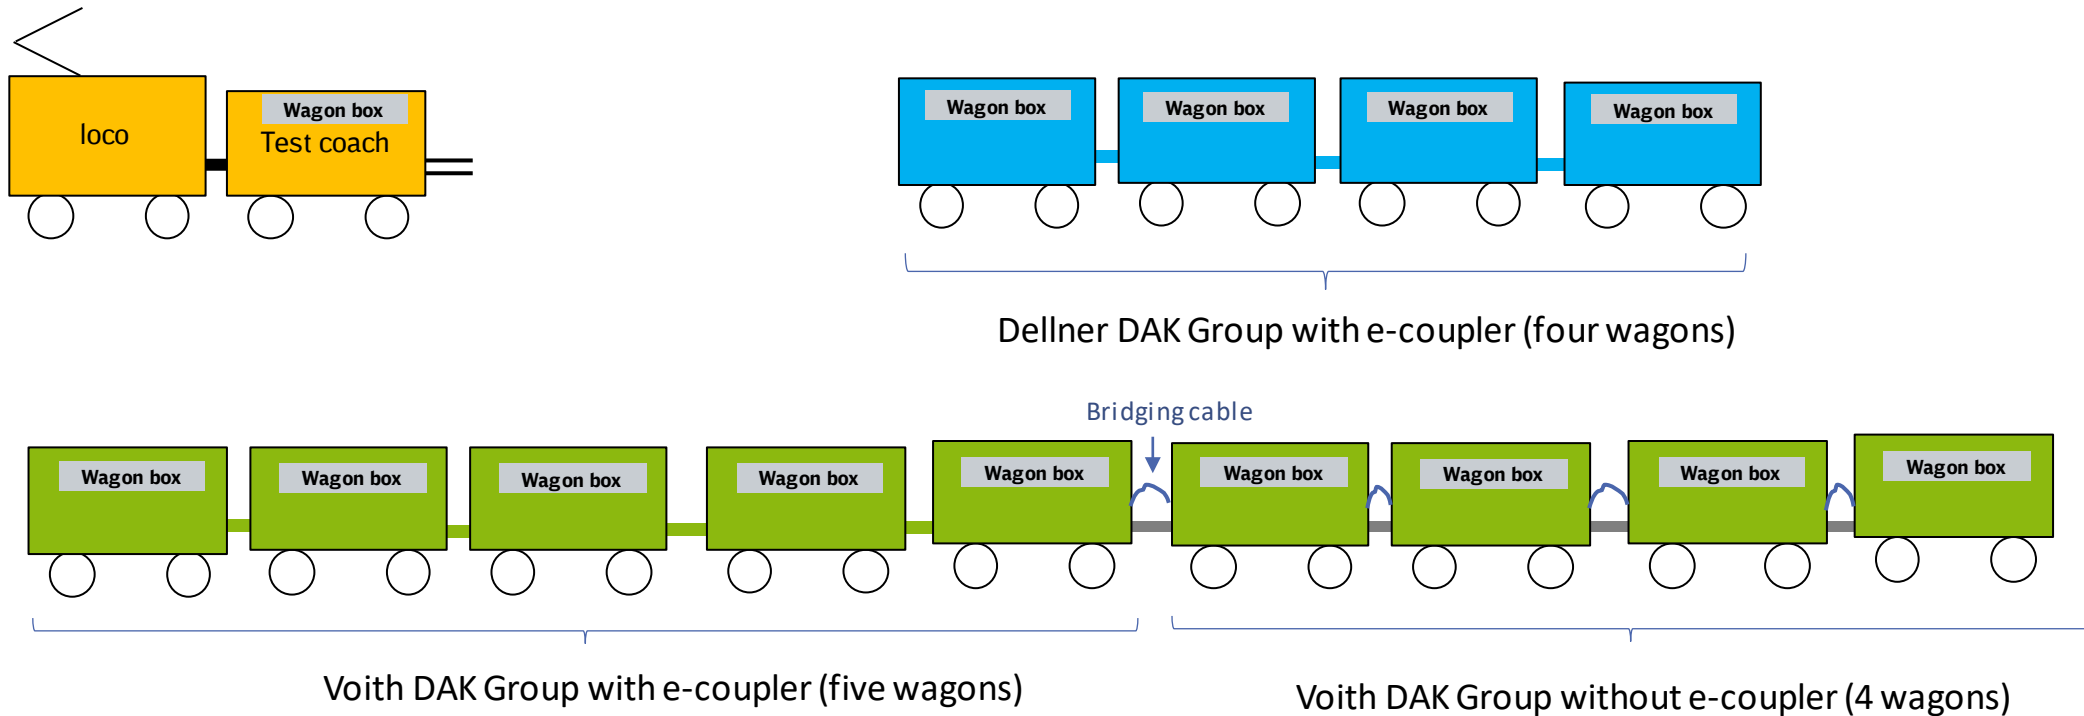 loco
Wagon box
Test coach
Wagon box
Wagon box
Wagon box
Wagon box
Dellner DAK Group with e-coupler (four wagons)
Bridging cable
Wagon box
Wagon box
Wagon box
Wagon box
Wagon box
Wagon box
Wagon box
Wagon box
Wagon box
Voith DAK Group with e-coupler (five wagons)
Voith DAK Group without e-coupler (4 wagons)